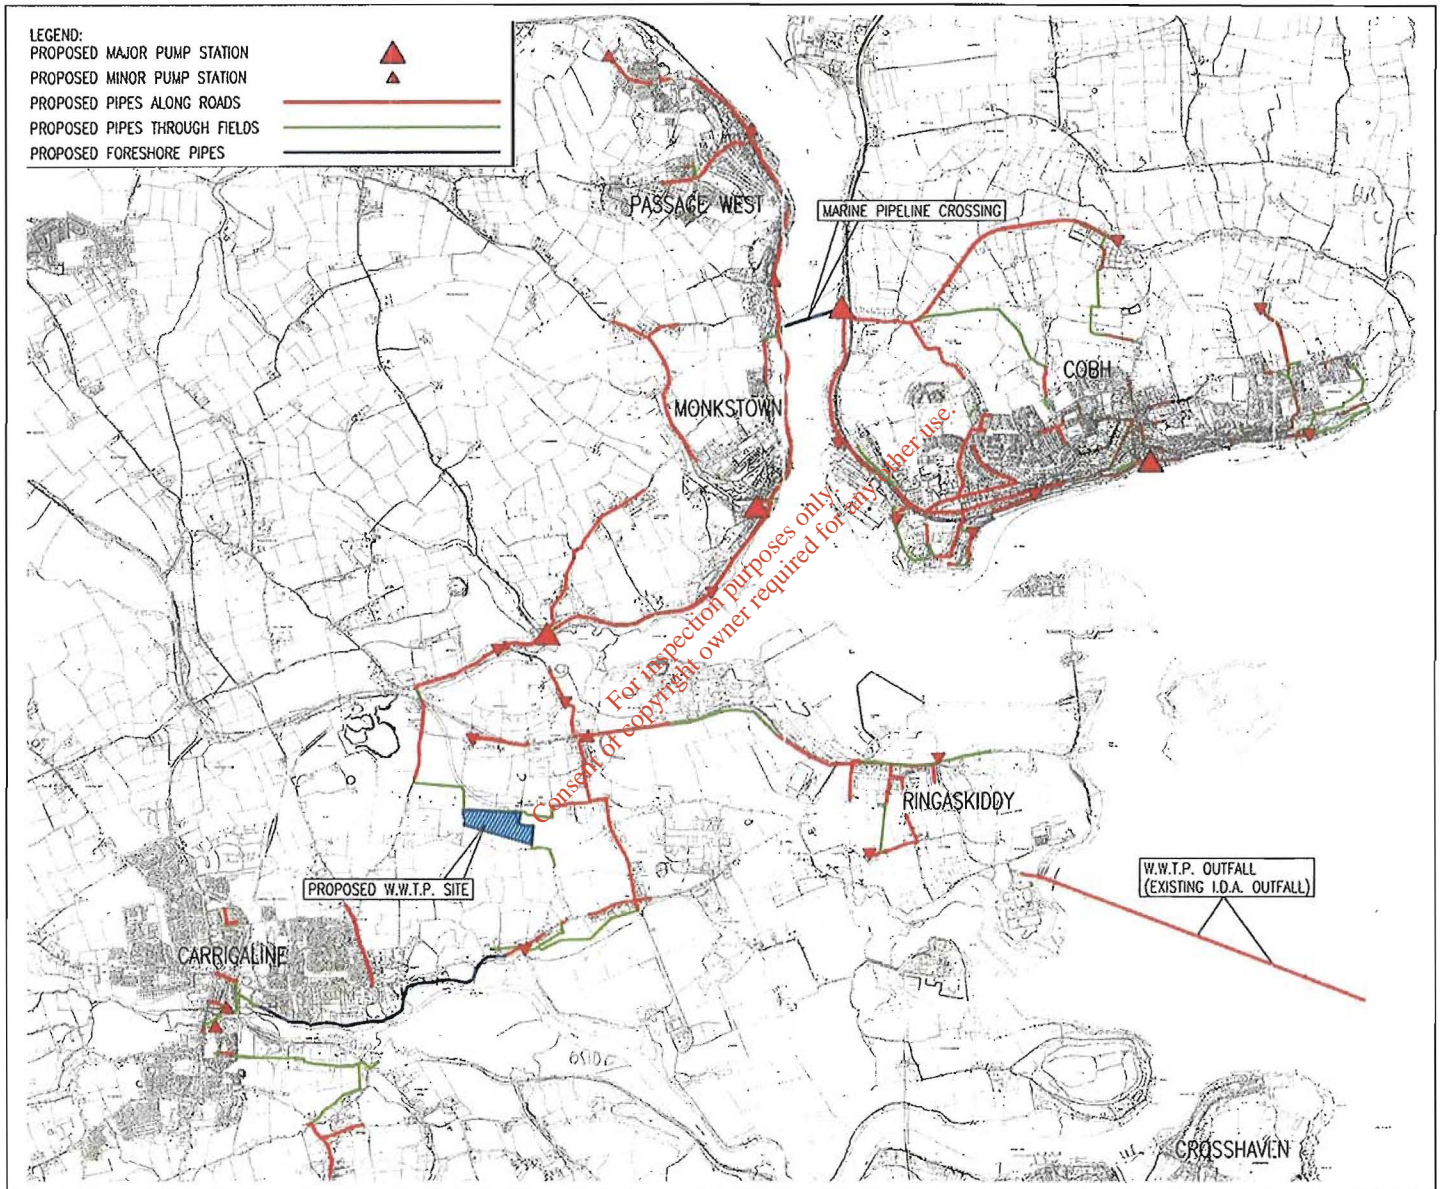 LEGEND:
PROPOSED MAJOR PUMP STATION
PROPOSED MINOR PUMP STATION
PROPOSED PIPES ALONG ROADS
PROPOSED PIPES THROUGH FIELDS
PROPOSED FORESHORE PIPES
PASSAGE WEST
MARINE PIPELINE CROSSING
COBH
MONKSTOWN
For inspection purposes only.
Consent of copyright owner required for any other use.
RINGASKIDDY
PROPOSED W.W.T.P. SITE
W.W.T.P. OUTFALL
(EXISTING I.D.A. OUTFALL)
CARRIGALINE
CROSSHAVEN